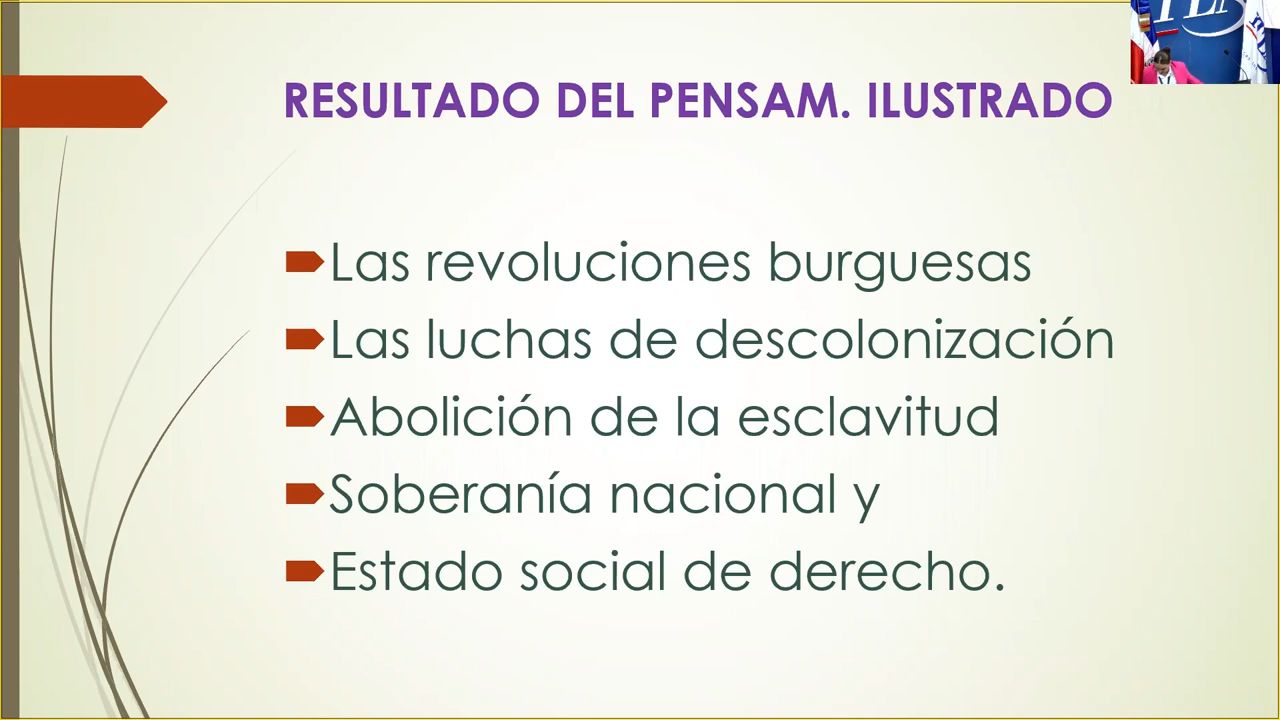 RESULTADO DEL PENSAM. ILUSTRADO
Las revoluciones burguesas
Las luchas de descolonización
Abolición de la esclavitud
Soberanía nacional y
Estado social de derecho.